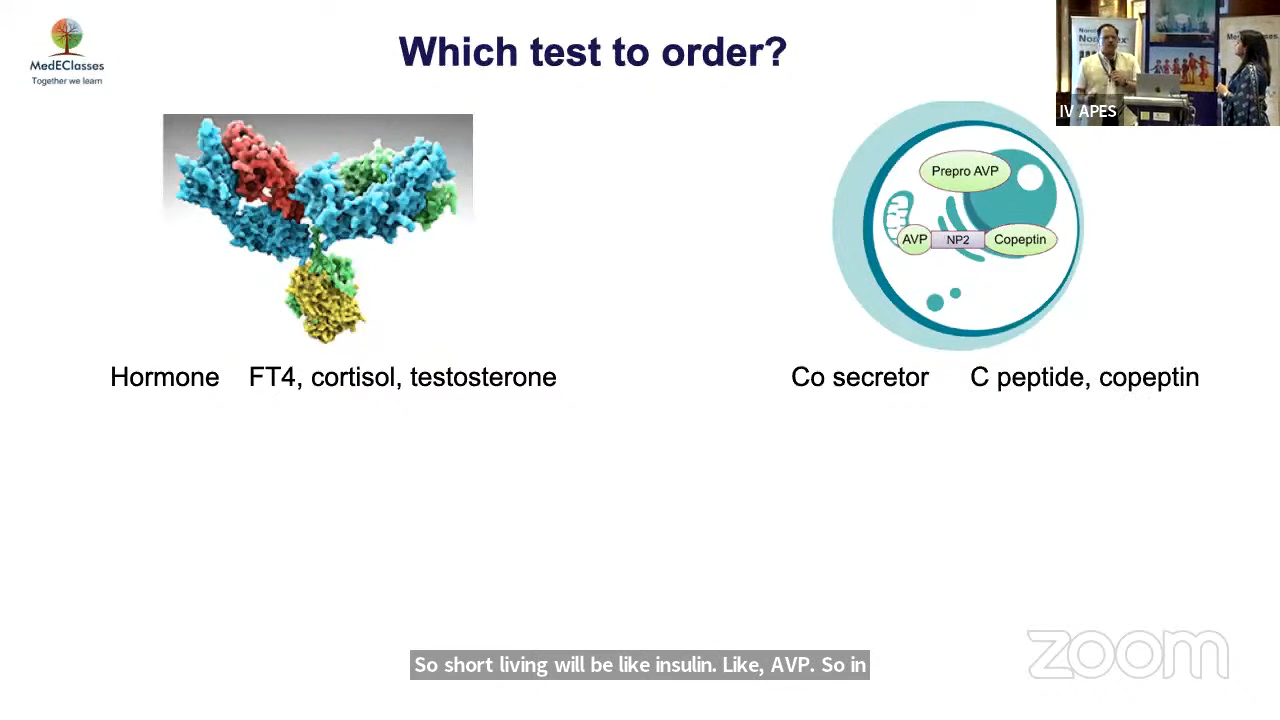 MedEClasses
Together we learn
Which test to order?
IV APES
Prepro AVP
AVP NP2 Copeptin
Hormone FT4, cortisol, testosterone
Co secretor C peptide, copeptin
So short living will be like insulin. Like, AVP. So in
zoom